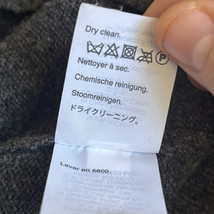 Dry clean.
P
Nettoyer à sec.
Chemische reinigung.
Stoomreinigen.
ドライクリーニング。
Lavar en seco.